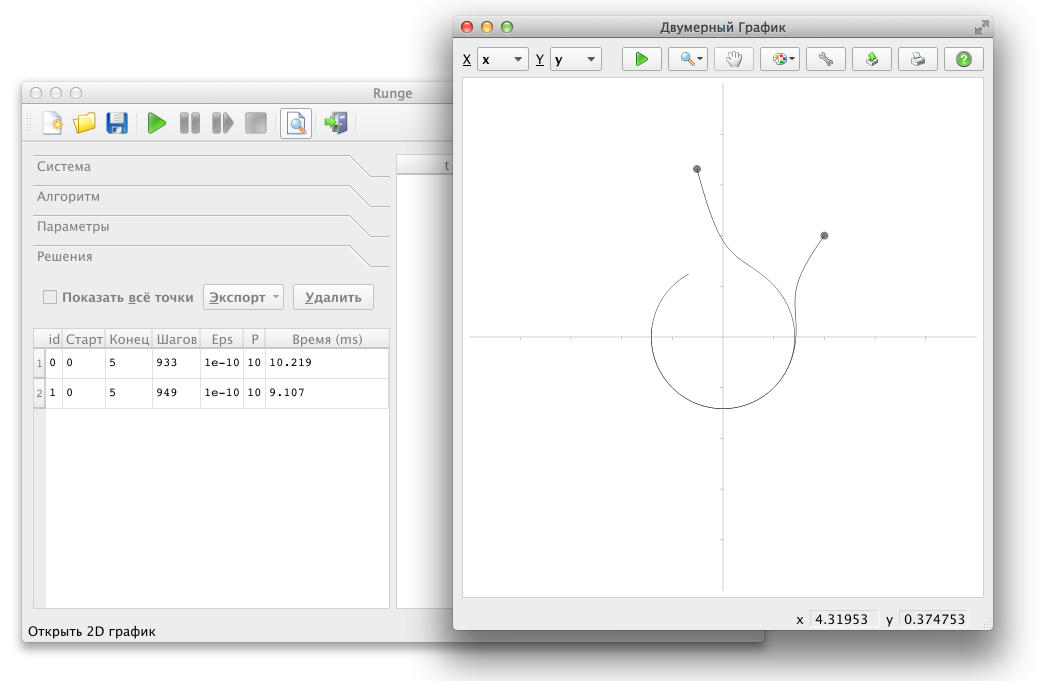 Двумерный График
X x Y y
Runge
Система
t
Алгоритм
Параметры
Решения
Показать всё точки Экспорт Удалить
id Старт Конец Шагов Eps P Время (ms)
1 0 0 5 933 1e-10 10 10.219
2 1 0 5 949 1e-10 10 9.107
x 4.31953 y 0.374753
Открыть 2D график